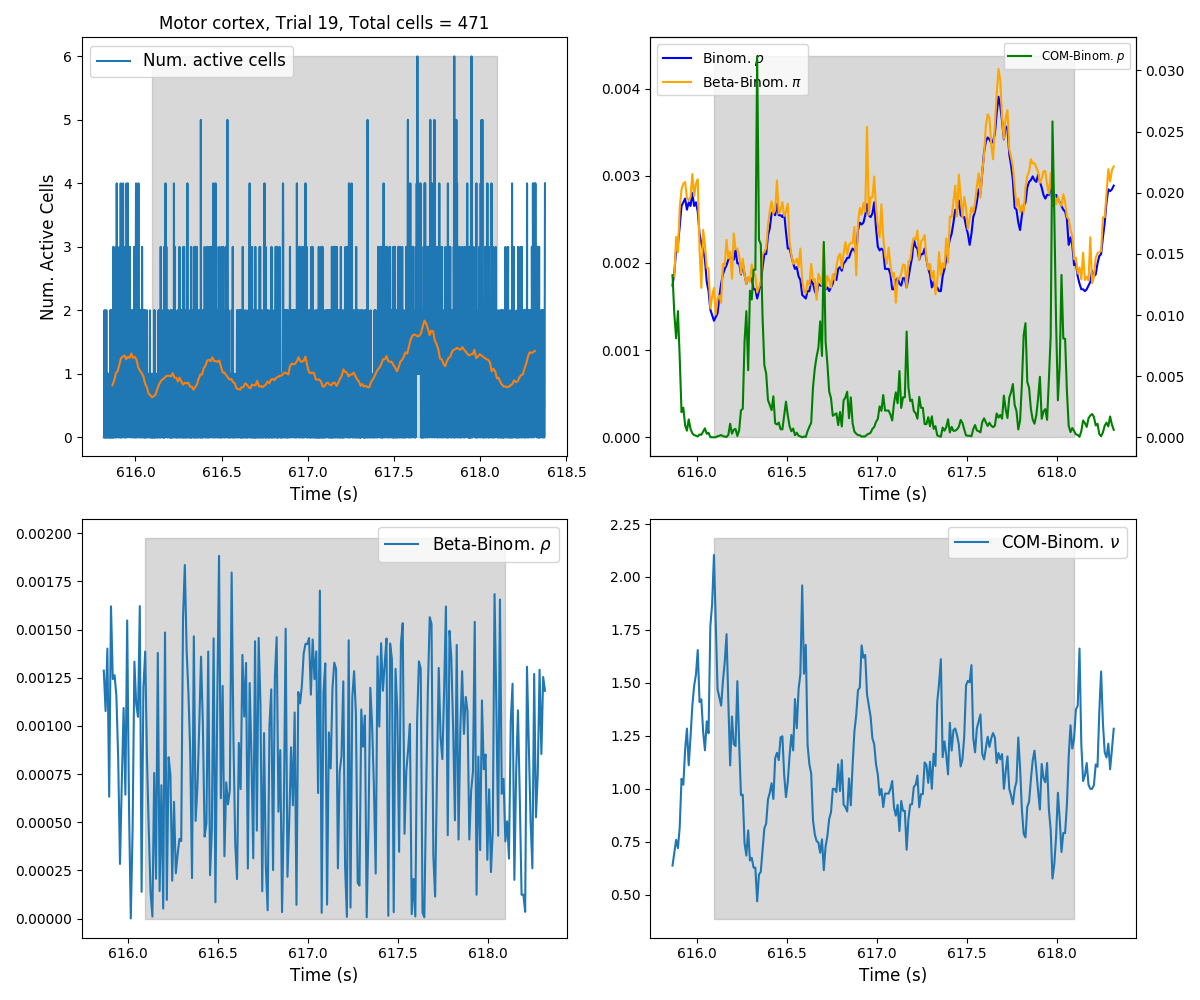 Motor cortex, Trial 19, Total cells = 471
Num. active cells
Num. Active Cells
6
5
4
3
2
1
0
616.0 616.5 617.0 617.5 618.0 618.5
Time (s)
Binom. p
Beta-Binom. π
COM-Binom. p
0.004
0.003
0.002
0.001
0.000
0.030
0.025
0.020
0.015
0.010
0.005
0.000
616.0 616.5 617.0 617.5 618.0
Time (s)
Beta-Binom. ρ
0.00200
0.00175
0.00150
0.00125
0.00100
0.00075
0.00050
0.00025
0.00000
616.0 616.5 617.0 617.5 618.0
Time (s)
COM-Binom. ν
2.25
2.00
1.75
1.50
1.25
1.00
0.75
0.50
616.0 616.5 617.0 617.5 618.0
Time (s)